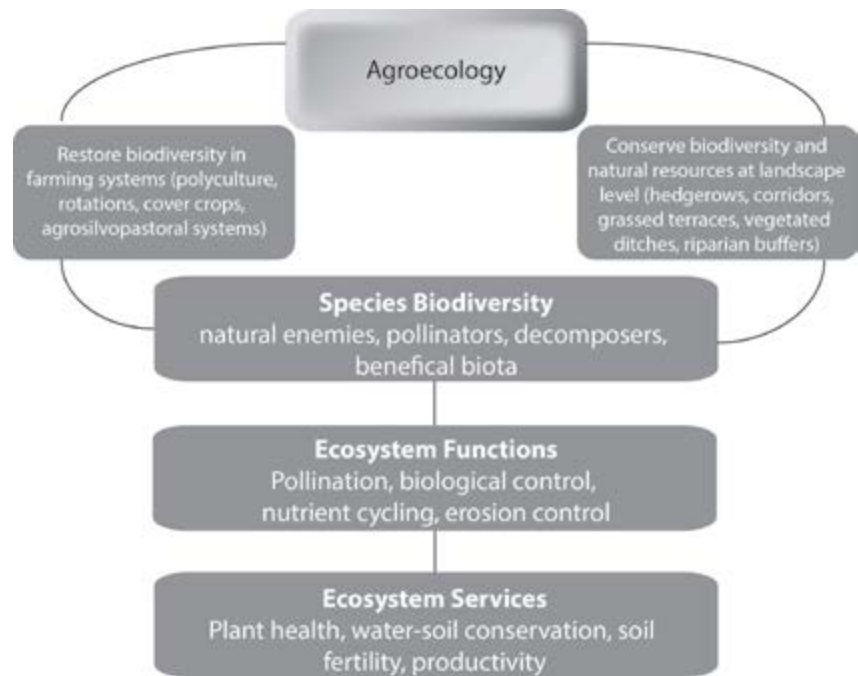 Agroecology
Restore biodiversity in
farming systems (polyculture,
rotations, cover crops,
agrosilvopastoral systems)
Conserve biodiversity and
natural resources at landscape
level (hedgerows, corridors,
grassed terraces, vegetated
ditches, riparian buffers)
Species Biodiversity
natural enemies, pollinators, decomposers,
benefical biota
Ecosystem Functions
Pollination, biological control,
nutrient cycling, erosion control
Ecosystem Services
Plant health, water-soil conservation, soil
fertility, productivity